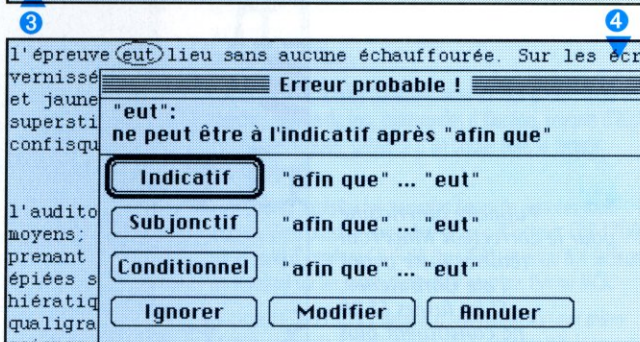 3
4
l'épreuve eut lieu sans aucune échauffourée. Sur les écr
vernissé
et jaune
supersti
confisqu
Erreur probable !
"eut":
ne peut être à l'indicatif après "afin que"
Indicatif "afin que" ... "eut"
Subjonctif "afin que" ... "eut"
Conditionnel "afin que" ... "eut"
Ignorer Modifier Annuler
l'audito
moyens;
prenant
épiées s
hiératiq
qualigra